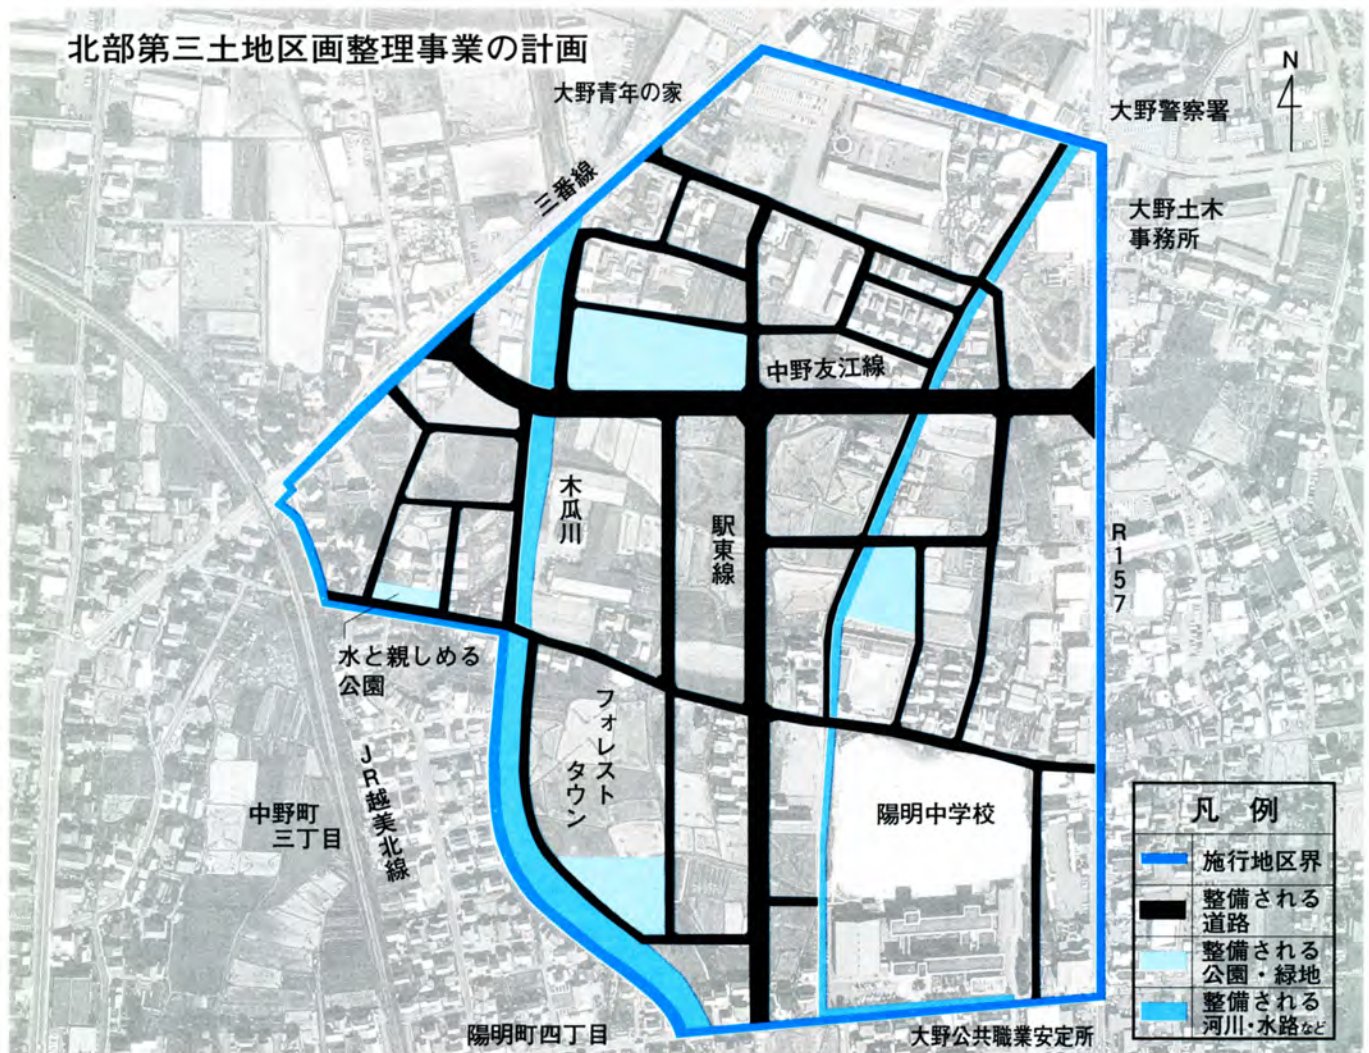 北部第三土地区画整理事業の計画
大野青年の家
N
大野警察署
三番線
大野土木
事務所
中野友江線
木瓜川
駅東線
R157
水と親しめる
公園
フォレスト
タウン
JR越美北線
中野町
三丁目
陽明中学校
陽明町四丁目
大野公共職業安定所
凡例
施行地区界
整備される
道路
整備される
公園・緑地
整備される
河川・水路など